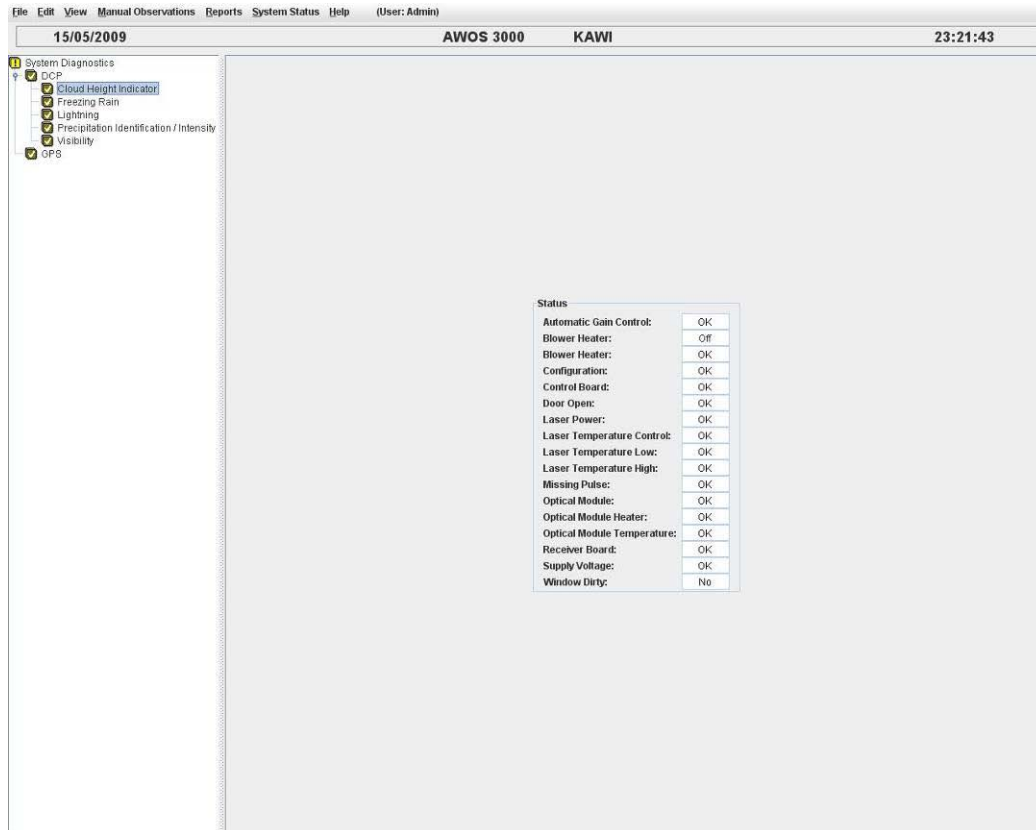 File Edit View Manual Observations Reports System Status Help (User: Admin)
15/05/2009 AWOS 3000 KAWI 23:21:43
System Diagnostics
DCP
Cloud Height Indicator
Freezing Rain
Lightning
Precipitation Identification / Intensity
Visibility
GPS
Status
Automatic Gain Control: OK
Blower Heater: Off
Blower Heater: OK
Configuration: OK
Control Board: OK
Door Open: OK
Laser Power: OK
Laser Temperature Control: OK
Laser Temperature Low: OK
Laser Temperature High: OK
Missing Pulse: OK
Optical Module: OK
Optical Module Heater: OK
Optical Module Temperature: OK
Receiver Board: OK
Supply Voltage: OK
Window Dirty: No